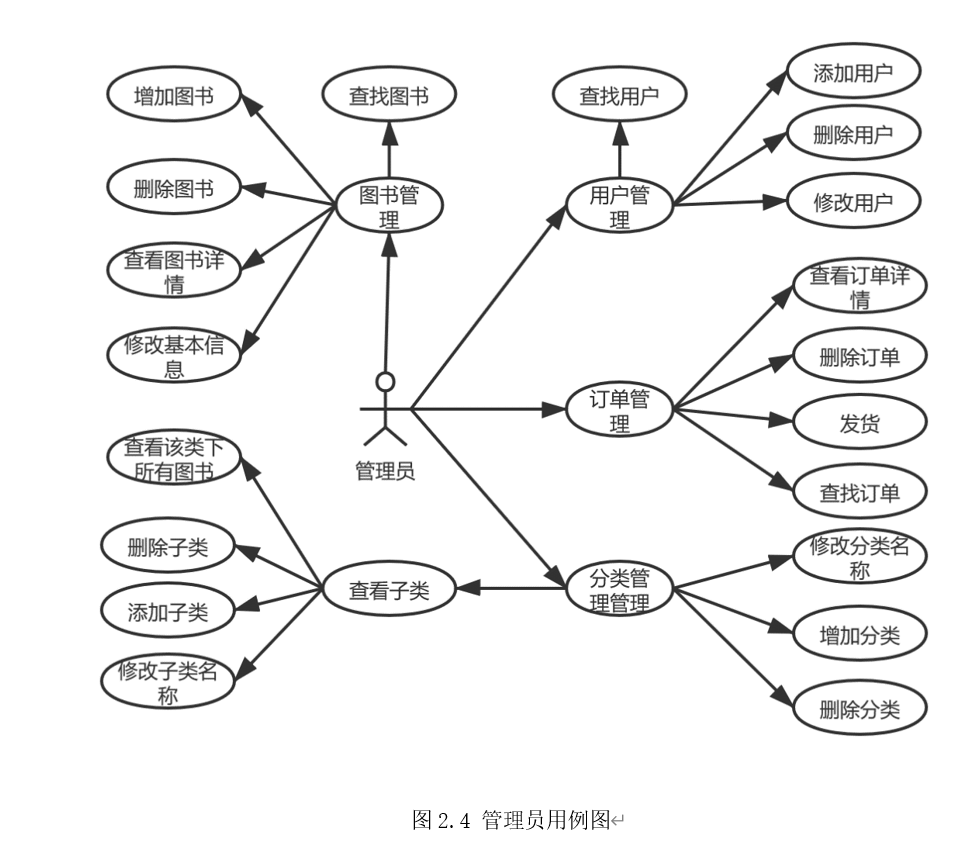 增加图书
查找图书
查找用户
添加用户
删除用户
删除图书
图书管
理
用户管
理
修改用户
查看图书详
情
查看订单详
情
修改基本信
息
删除订单
订单管
理
发货
管理员
查看该类下
所有图书
查找订单
删除子类
修改分类名
称
查看子类
分类管
理管理
添加子类
增加分类
修改子类名
称
删除分类
图 2.4 管理员用例图↵